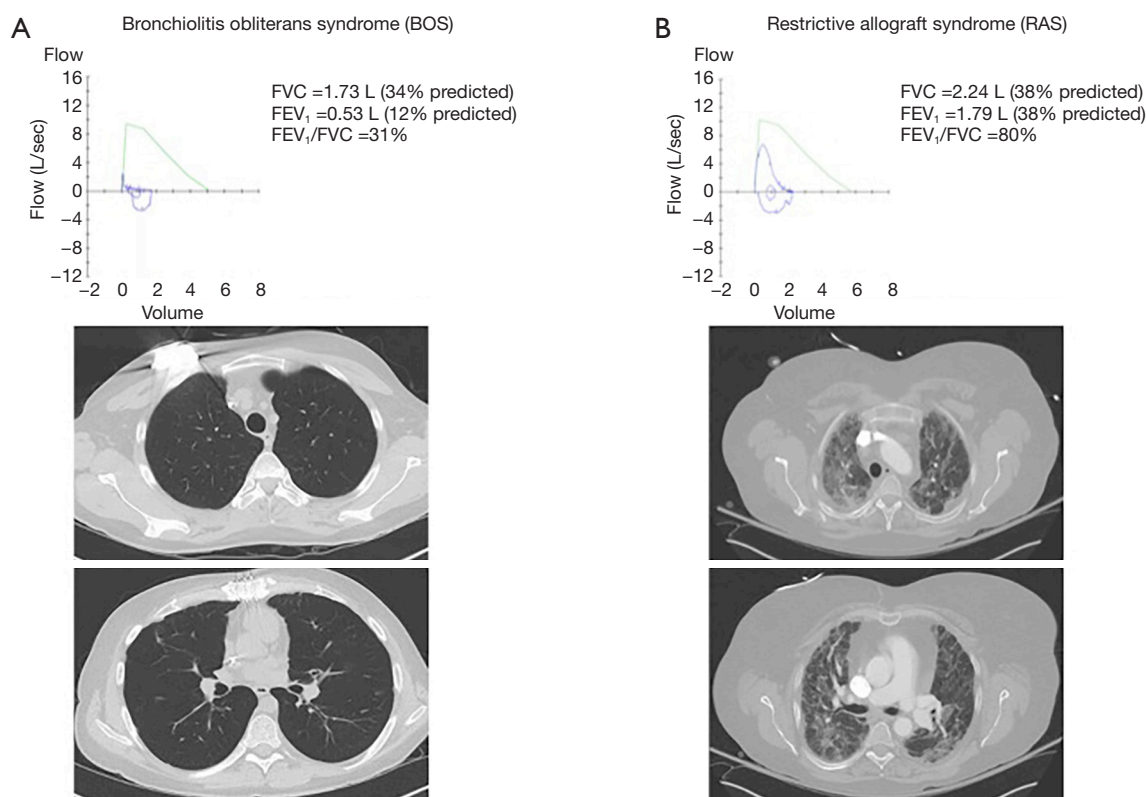 A
Bronchiolitis obliterans syndrome (BOS)
Flow
16
12
8
4
0
−4
−8
−12
Flow (L/sec)
−2 0 2 4 6 8
Volume
FVC =1.73 L (34% predicted)
FEV₁ =0.53 L (12% predicted)
FEV₁/FVC =31%
B
Restrictive allograft syndrome (RAS)
Flow
16
12
8
4
0
−4
−8
−12
Flow (L/sec)
−2 0 2 4 6 8
Volume
FVC =2.24 L (38% predicted)
FEV₁ =1.79 L (38% predicted)
FEV₁/FVC =80%